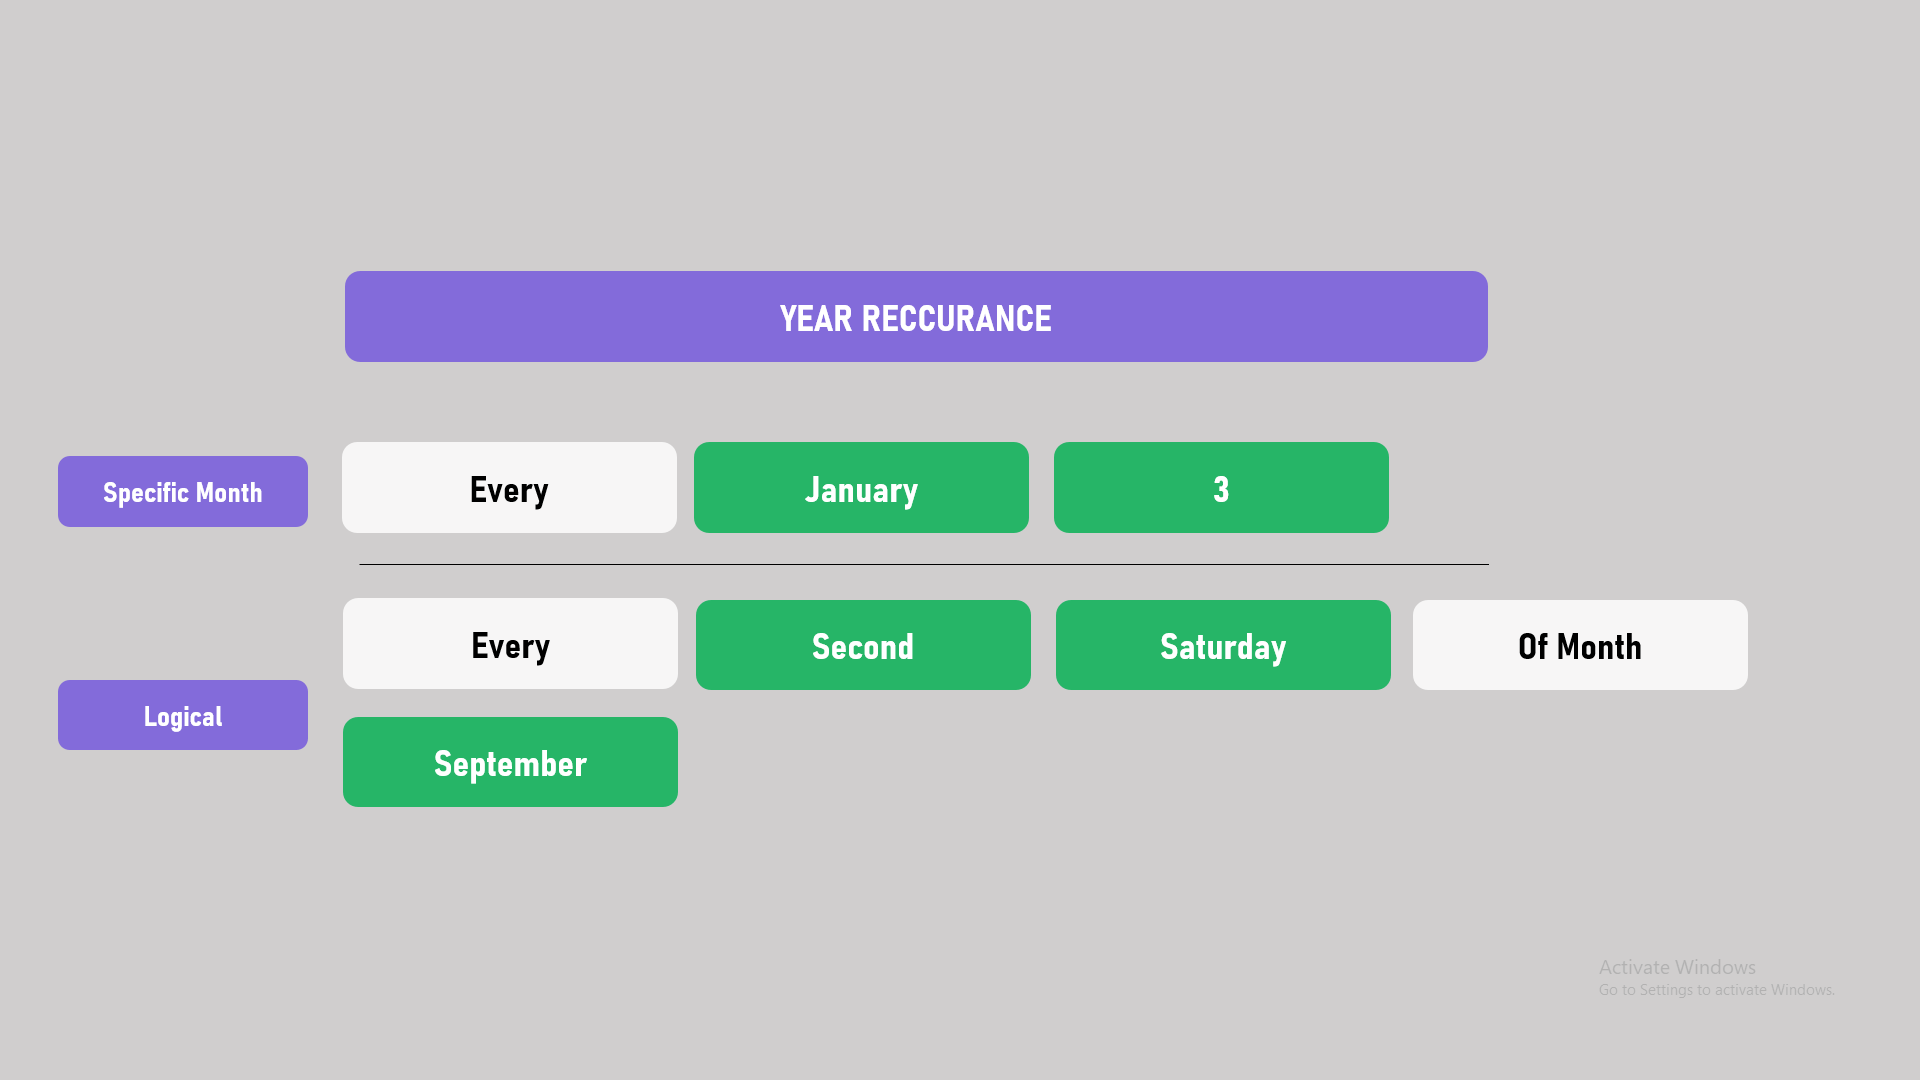 YEAR RECCURANCE
Specific Month
Every
January
3
Every
Second
Saturday
Of Month
Logical
September
Activate Windows
Go to Settings to activate Windows.